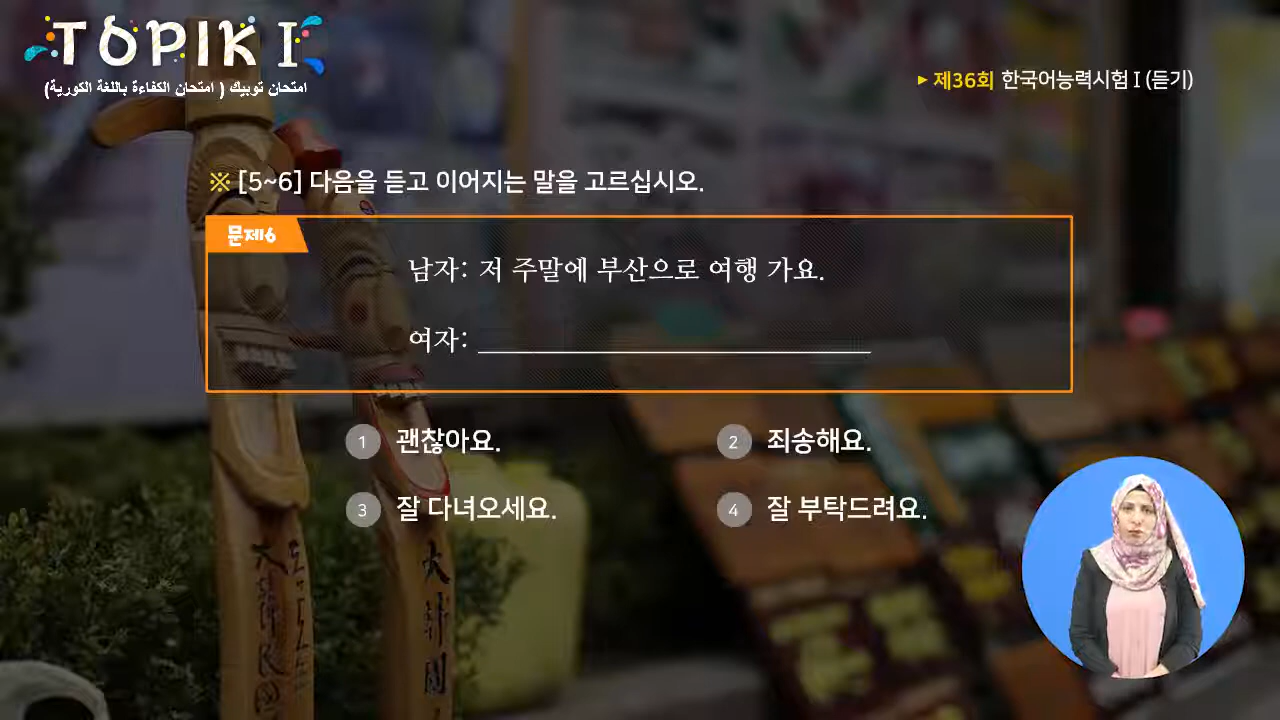 TOPIK I
امتحان توبيك ( امتحان الكفاءة باللغة الكورية)
▶ 제36회 한국어능력시험 I (듣기)
※ [5~6] 다음을 듣고 이어지는 말을 고르십시오.
문제6
남자: 저 주말에 부산으로 여행 가요.
여자: ____________________
1 괜찮아요.
2 죄송해요.
3 잘 다녀오세요.
4 잘 부탁드려요.